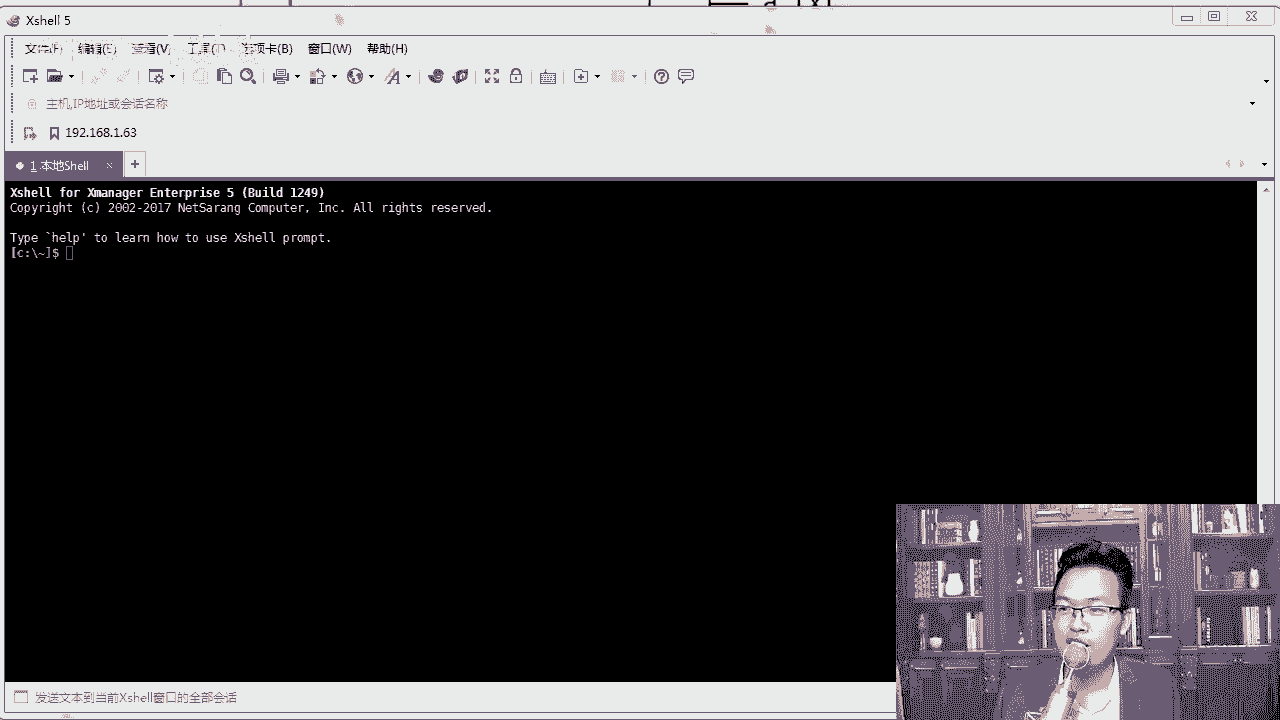 Xshell 5
文件(F) 编辑(E) 查看(V) 工具(T) 选项卡(B) 窗口(W) 帮助(H)
主机,IP地址或会话名称
192.168.1.63
1 本地Shell
Xshell for Xmanager Enterprise 5 (Build 1249)
Copyright (c) 2002-2017 NetSarang Computer, Inc. All rights reserved.
Type `help' to learn how to use Xshell prompt.
[c:\~]$
发送文本到当前Xshell窗口的全部会话